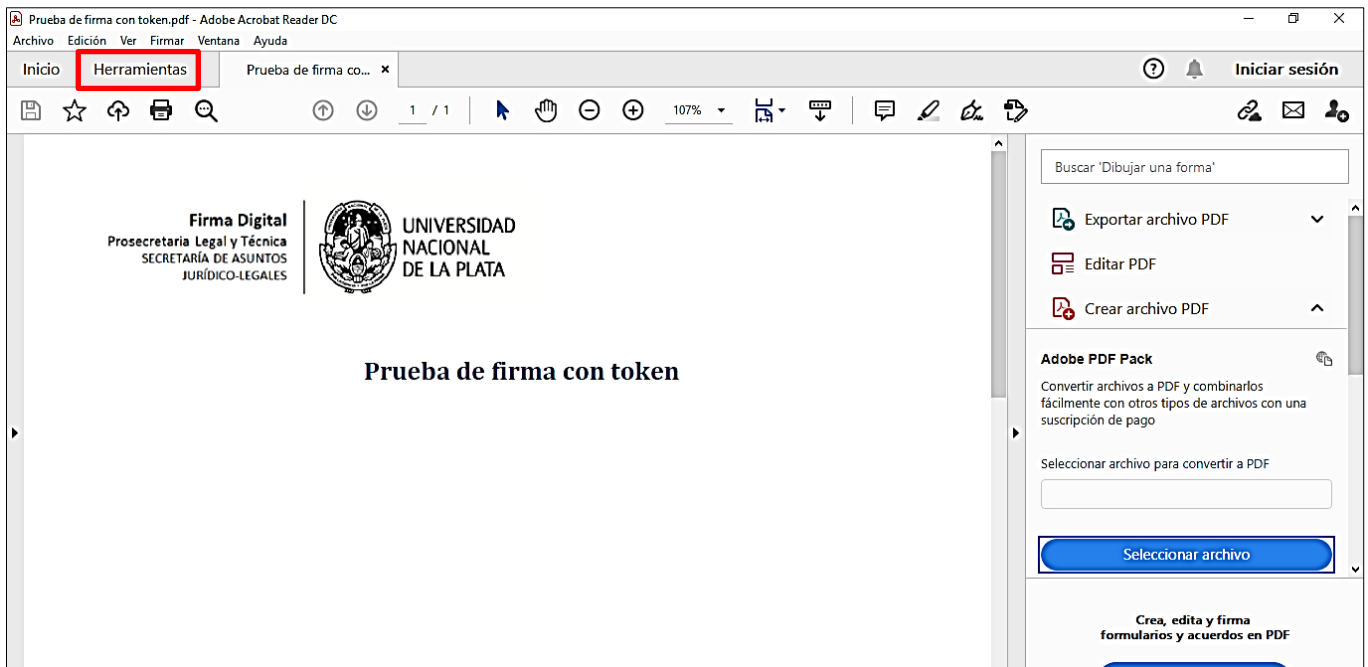 Prueba de firma con token.pdf - Adobe Acrobat Reader DC
Archivo Edición Ver Firmar Ventana Ayuda
Inicio Herramientas Prueba de firma co... × Iniciar sesión
1 / 1 107%
Buscar 'Dibujar una forma'
Firma Digital
Prosecretaria Legal y Técnica
SECRETARÍA DE ASUNTOS
JURÍDICO-LEGALES
UNIVERSIDAD
NACIONAL
DE LA PLATA
Prueba de firma con token
Exportar archivo PDF
Editar PDF
Crear archivo PDF
Adobe PDF Pack
Convertir archivos a PDF y combinarlos
fácilmente con otros tipos de archivos con una
suscripción de pago
Seleccionar archivo para convertir a PDF
Seleccionar archivo
Crea, edita y firma
formularios y acuerdos en PDF